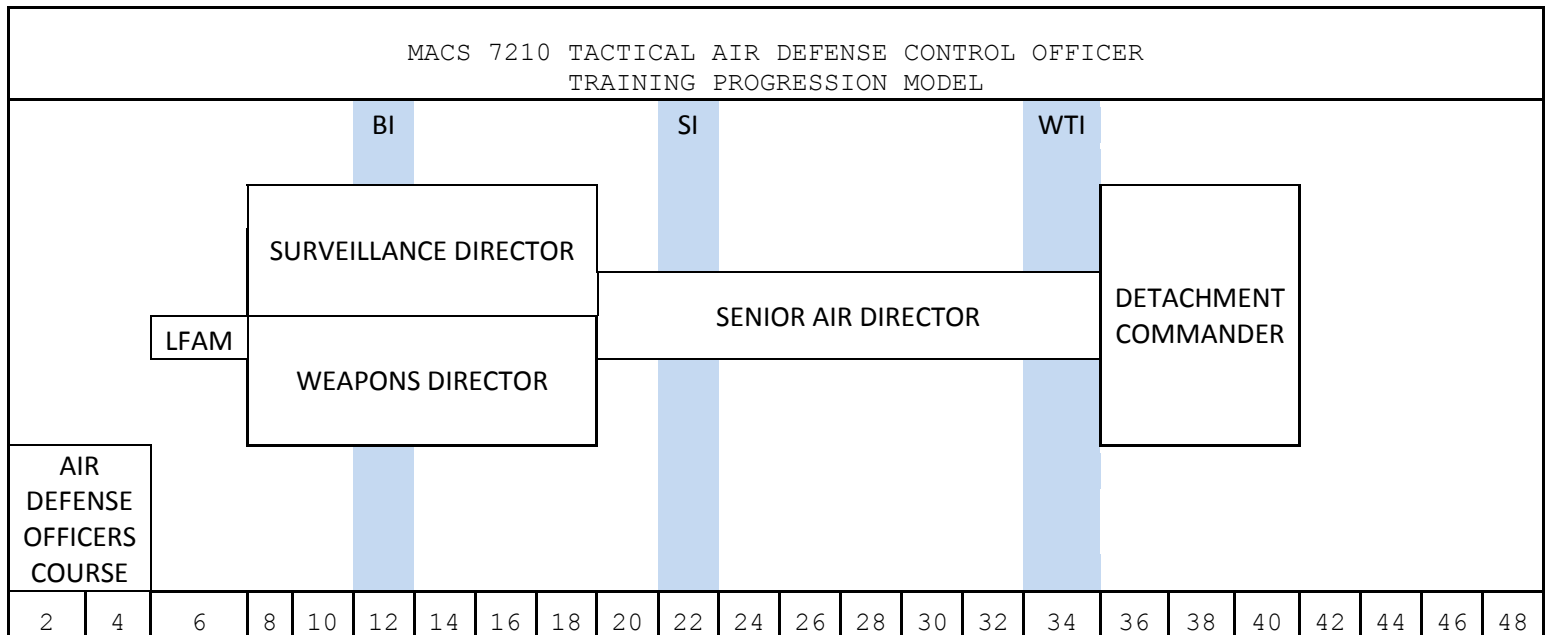 MACS 7210 TACTICAL AIR DEFENSE CONTROL OFFICER
TRAINING PROGRESSION MODEL
BI SI WTI
SURVEILLANCE DIRECTOR
SENIOR AIR DIRECTOR
DETACHMENT
COMMANDER
LFAM
WEAPONS DIRECTOR
AIR
DEFENSE
OFFICERS
COURSE
2 4 6 8 10 12 14 16 18 20 22 24 26 28 30 32 34 36 38 40 42 44 46 48